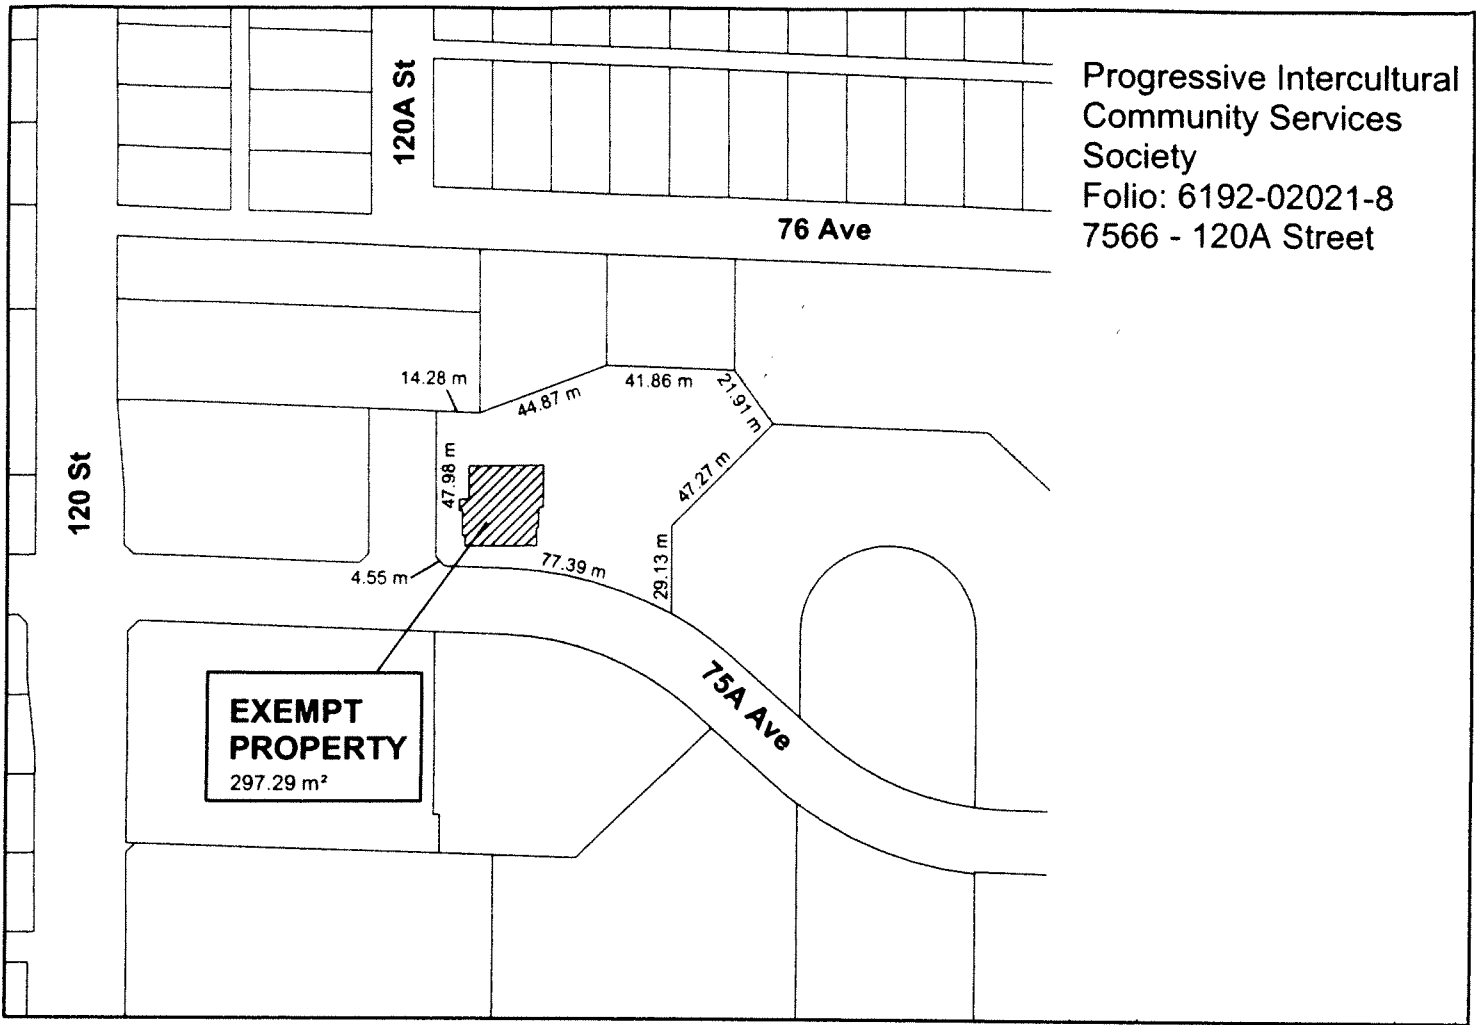 120A St
Progressive Intercultural
Community Services
Society
Folio: 6192-02021-8
7566 - 120A Street
76 Ave
14.28 m
44.87 m
41.86 m
21.91 m
120 St
47.98 m
47.27 m
4.55 m
77.39 m
29.13 m
75A Ave
EXEMPT
PROPERTY
297.29 m²